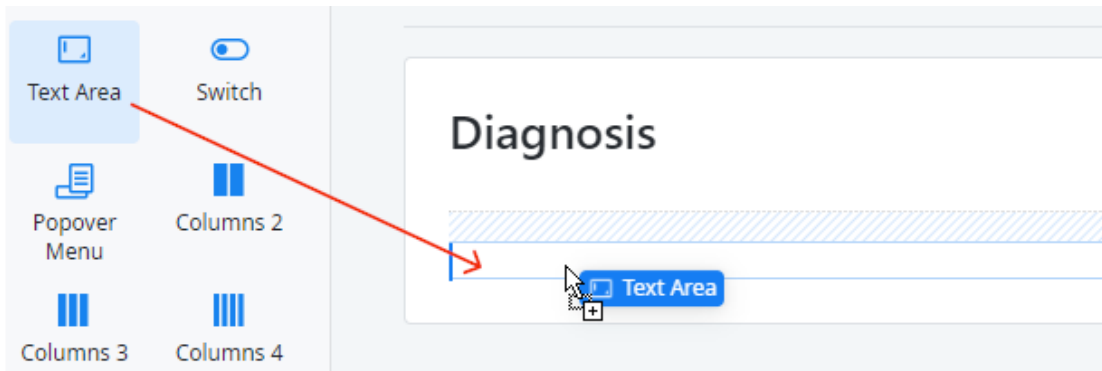 Text Area
Switch
Popover
Menu
Columns 2
Columns 3
Columns 4
Diagnosis
Text Area